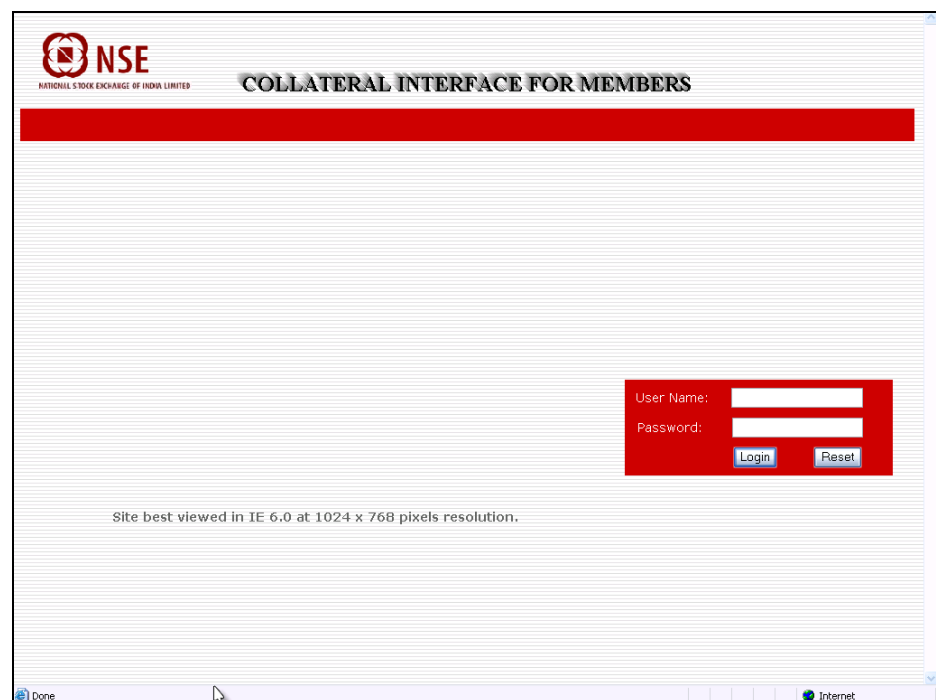 NSE
NATIONAL STOCK EXCHANGE OF INDIA LIMITED
COLLATERAL INTERFACE FOR MEMBERS
User Name:
Password:
Login Reset
Site best viewed in IE 6.0 at 1024 x 768 pixels resolution.
Done Internet